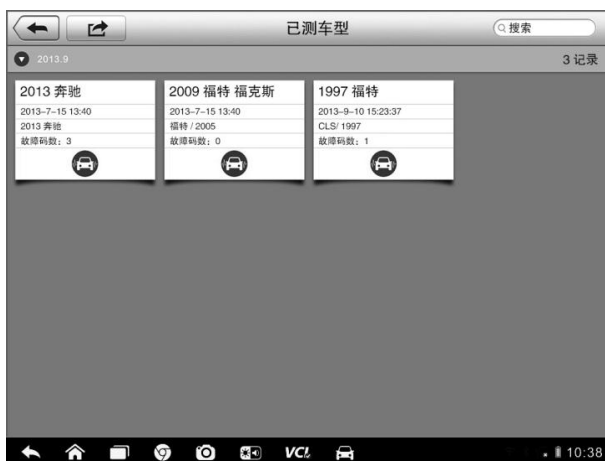 已测车型
搜索
2013.9
3 记录
2013 奔驰
2013-7-15 13:40
2013 奔驰
故障码数：3
2009 福特 福克斯
2013-7-15 13:40
福特 / 2005
故障码数：0
1997 福特
2013-9-10 15:23:37
CLS/ 1997
故障码数：1
VCI
10:38